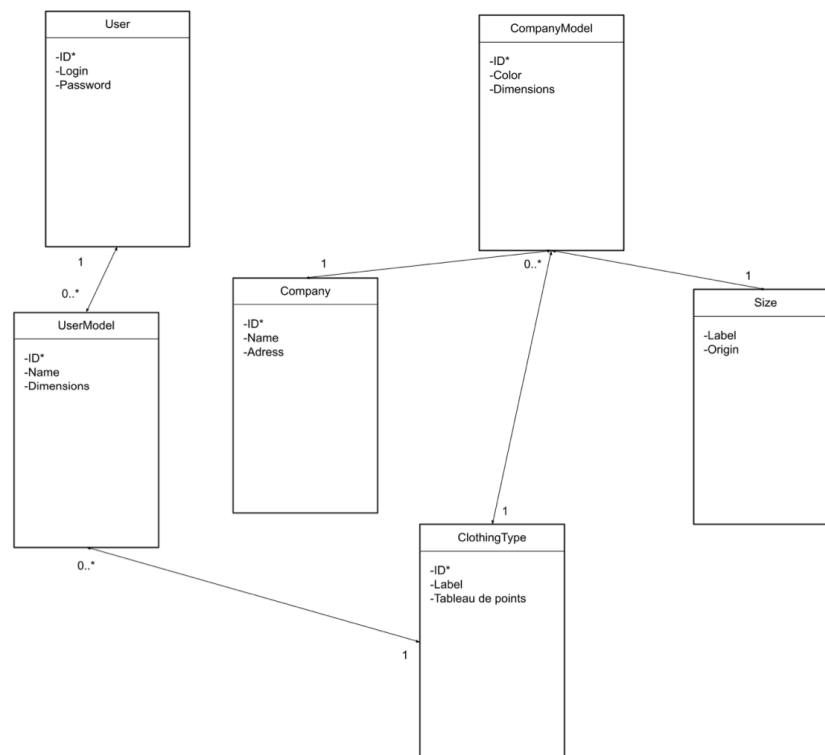 User
-ID*
-Login
-Password
CompanyModel
-ID*
-Color
-Dimensions
1
0..*
UserModel
-ID*
-Name
-Dimensions
0..*
1
Company
-ID*
-Name
-Adress
0..*
1
Size
-Label
-Origin
1
ClothingType
-ID*
-Label
-Tableau de points
1